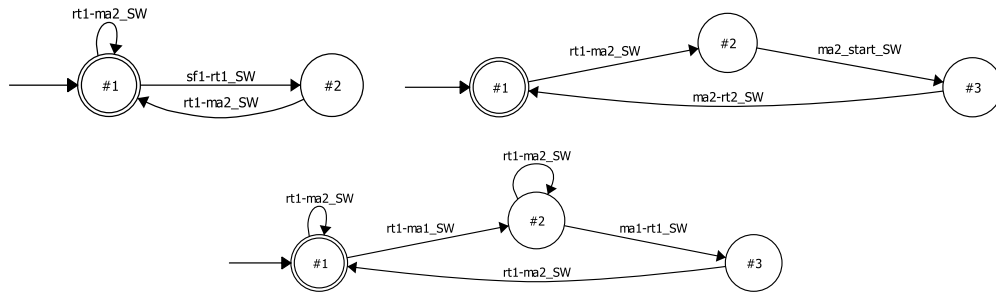 rt1-ma2_SW
#1
sf1-rt1_SW
#2
rt1-ma2_SW
#1
rt1-ma2_SW
#2
ma2_start_SW
#3
ma2-rt2_SW
rt1-ma2_SW
#1
rt1-ma1_SW
rt1-ma2_SW
#2
ma1-rt1_SW
#3
rt1-ma2_SW